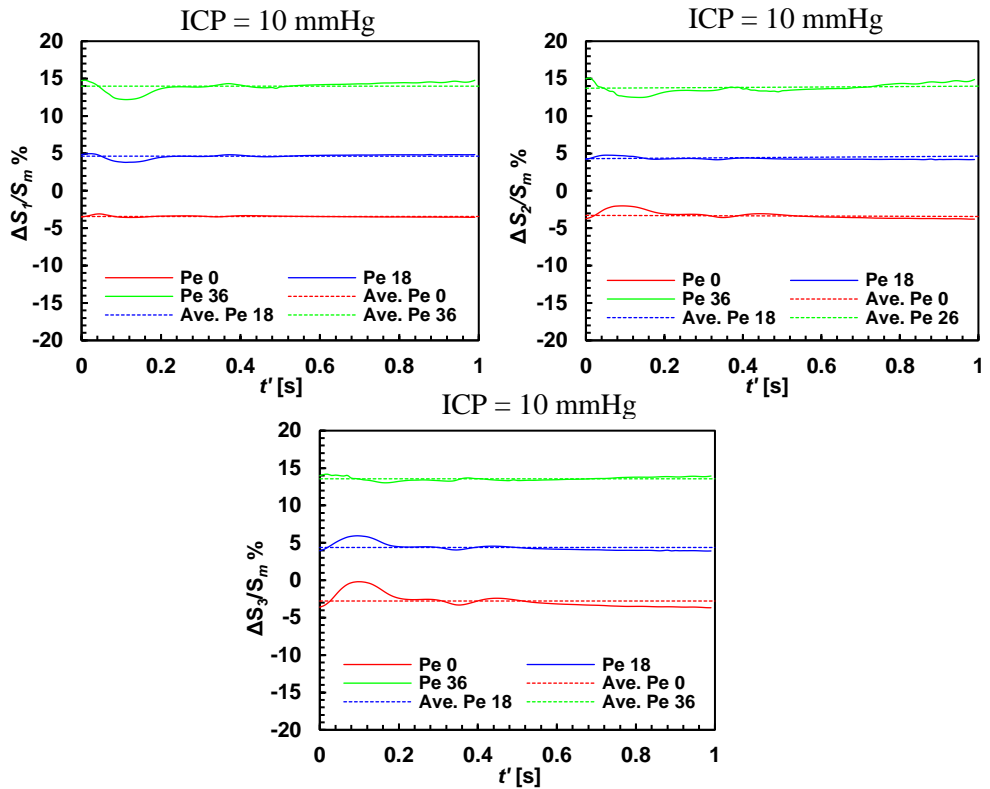 ICP = 10 mmHg
20
15
10
5
0
-5
-10
-15
-20
ΔS1/Sm %
Pe 0 Pe 18
Pe 36 Ave. Pe 0
Ave. Pe 18 Ave. Pe 36
0 0.2 0.4 0.6 0.8 1
t' [s]
ICP = 10 mmHg
20
15
10
5
0
-5
-10
-15
-20
ΔS2/Sm %
Pe 0 Pe 18
Pe 36 Ave. Pe 0
Ave. Pe 18 Ave. Pe 26
0 0.2 0.4 0.6 0.8 1
t' [s]
ICP = 10 mmHg
20
15
10
5
0
-5
-10
-15
-20
ΔS3/Sm %
Pe 0 Pe 18
Pe 36 Ave. Pe 0
Ave. Pe 18 Ave. Pe 36
0 0.2 0.4 0.6 0.8 1
t' [s]